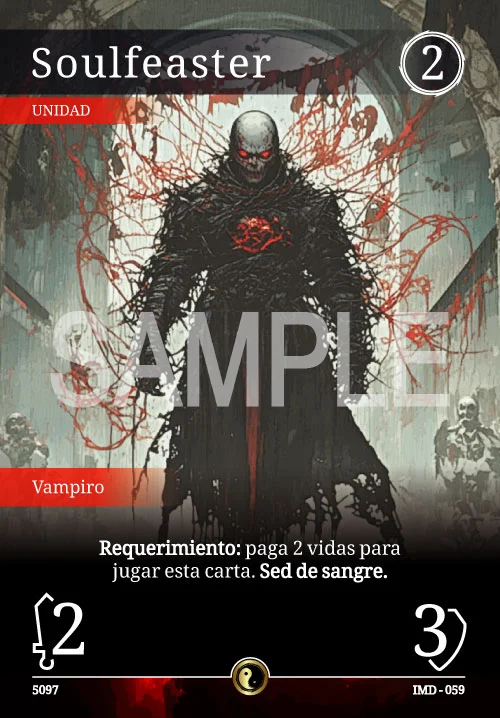 Soulfeaster
2
UNIDAD
SAMPLE
Vampiro
Requerimiento: paga 2 vidas para
jugar esta carta. Sed de sangre.
2
3
5097
IMD - 059